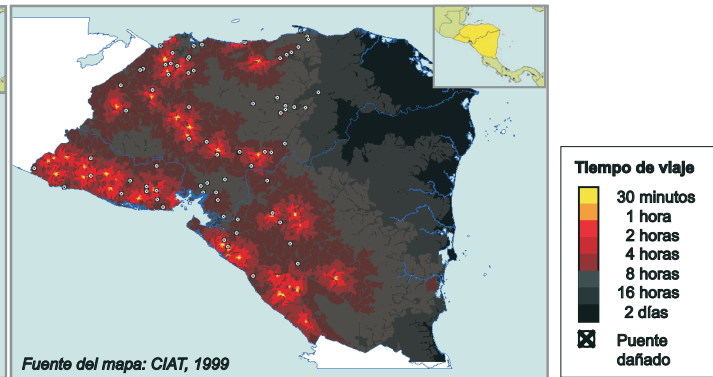 Fuente del mapa: CIAT, 1999
Tiempo de viaje
30 minutos
1 hora
2 horas
4 horas
8 horas
16 horas
2 días
Puente
dañado